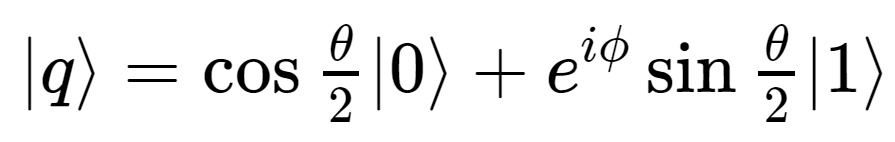 |q⟩ = cos θ/2 |0⟩ + e^{iϕ} sin θ/2 |1⟩